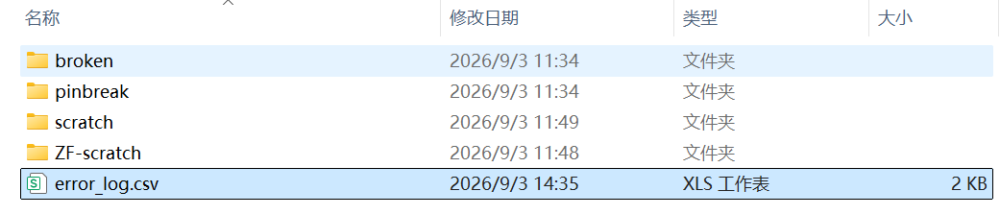 名称 修改日期 类型 大小
broken 2026/9/3 11:34 文件夹
pinbreak 2026/9/3 11:34 文件夹
scratch 2026/9/3 11:49 文件夹
ZF-scratch 2026/9/3 11:48 文件夹
error_log.csv 2026/9/3 14:35 XLS 工作表 2 KB